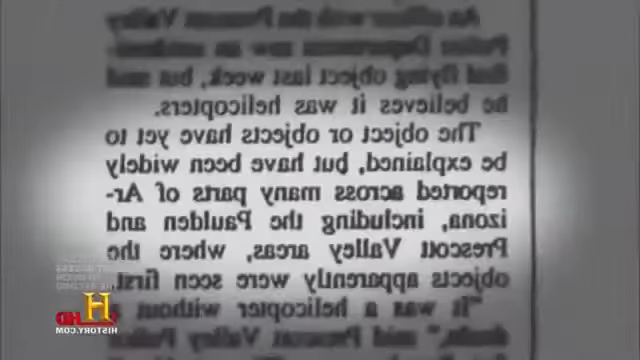 An officer with the Prescott Valley
Police Department saw an unidenti-
fied flying object last week, but said
he believes it was helicopters.
The object or objects have yet to
be explained, but have been widely
reported across many parts of Ar-
izona, including the Paulden and
Prescott Valley areas, where the
objects apparently were seen first.
"It was a helicopter without a
doubt," said Prescott Valley Police
The
H HD
HISTORY.COM